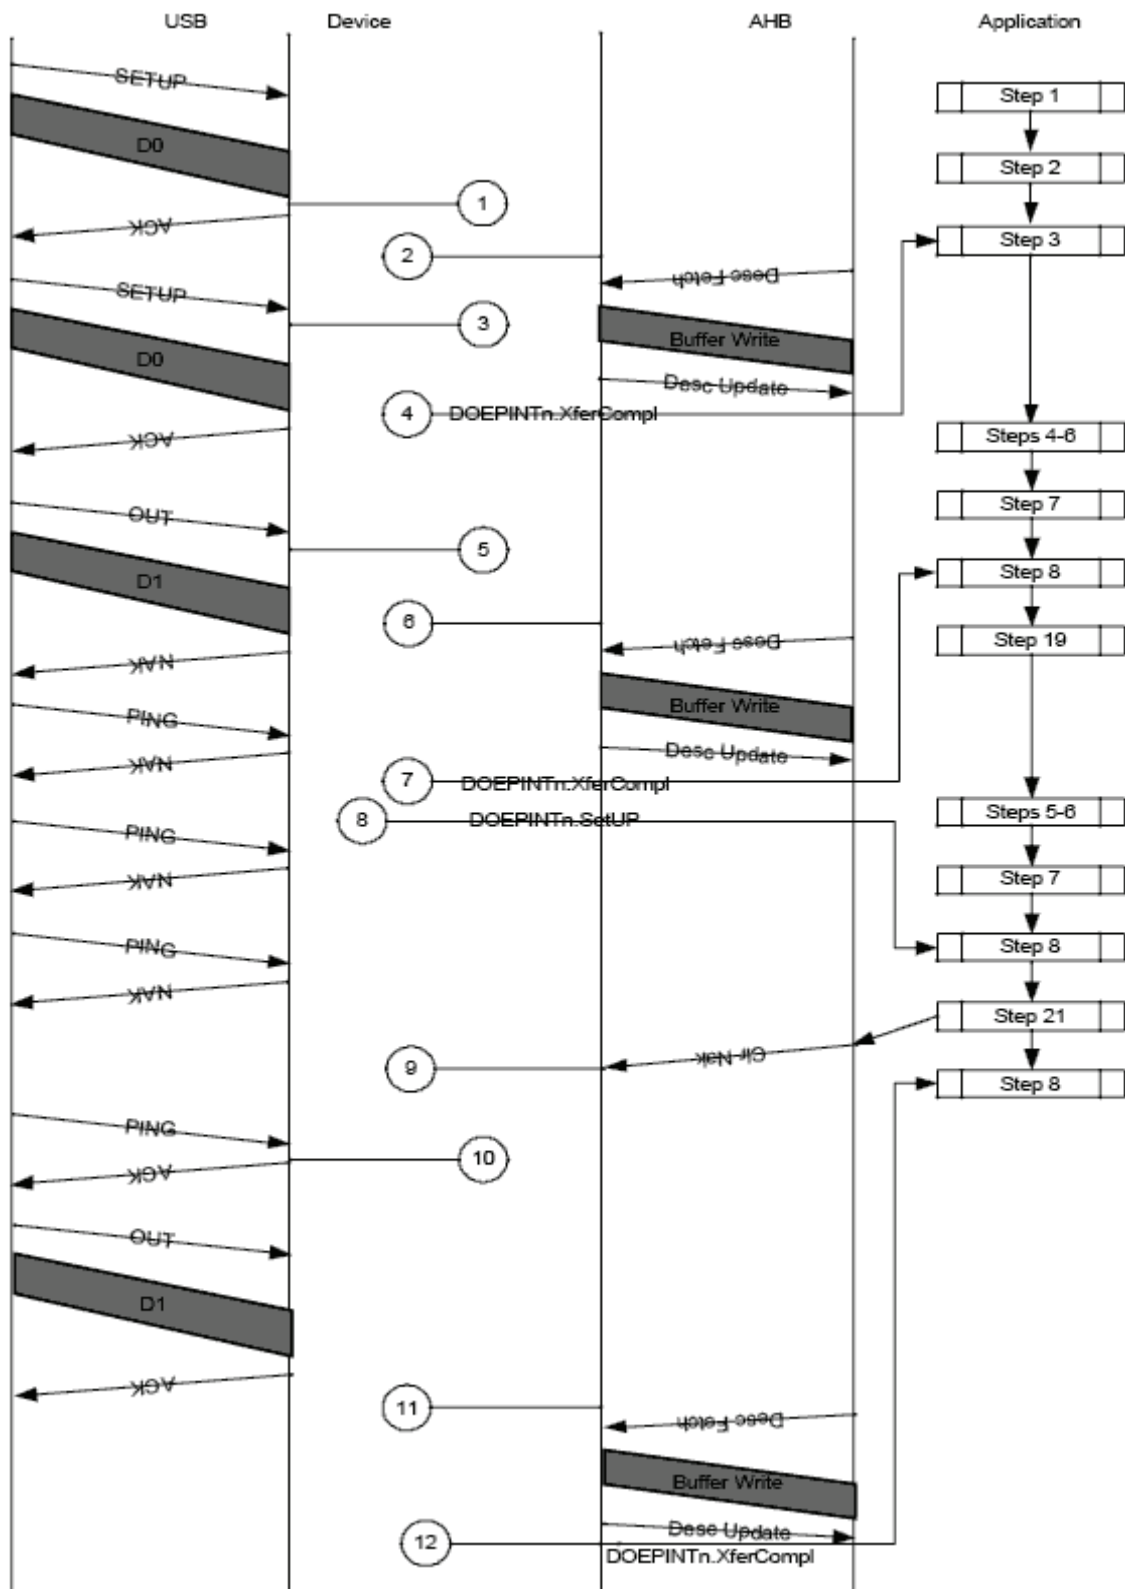 USB Device AHB Application
SETUP
Step 1
D0
Step 2
1
ACK
Step 3
2
Desc Fetch
SETUP
3
Buffer Write
D0
Desc Update
4
DOEPINTn.XferCompl
ACK
Steps 4-6
Step 7
OUT
5
Step 8
D1
6
Desc Fetch
Step 19
NAK
Buffer Write
PING
Desc Update
NAK
7
DOEPINTn.XferCompl
8
DOEPINTn.SetUP
Steps 5-6
PING
NAK
Step 7
PING
Step 8
NAK
Step 21
Clr Nak
9
Step 8
PING
10
ACK
OUT
D1
ACK
11
Desc Fetch
Buffer Write
Desc Update
12
DOEPINTn.XferCompl